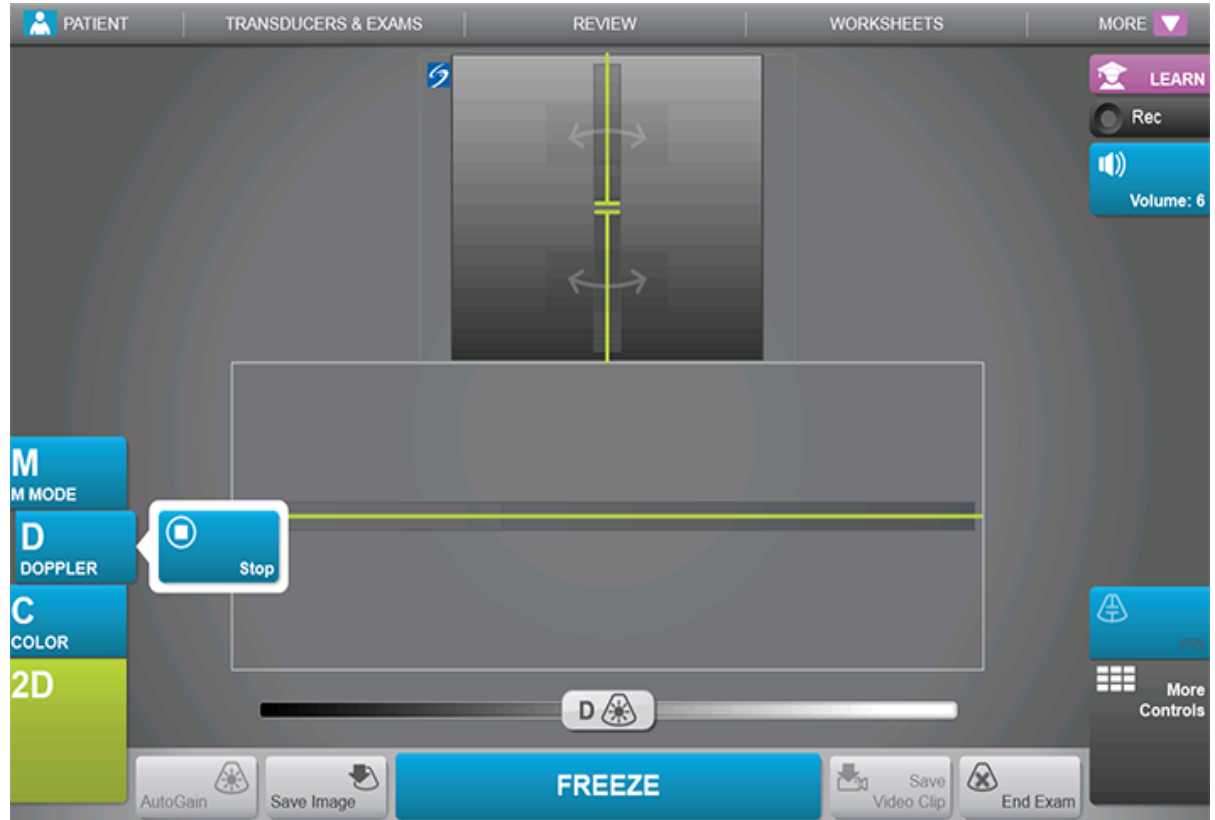 PATIENT
TRANSDUCERS & EXAMS
REVIEW
WORKSHEETS
MORE
LEARN
Rec
Volume: 6
M
M MODE
D
DOPPLER
Stop
C
COLOR
2D
PW
More
Controls
D
AutoGain
Save Image
FREEZE
Save
Video Clip
End Exam